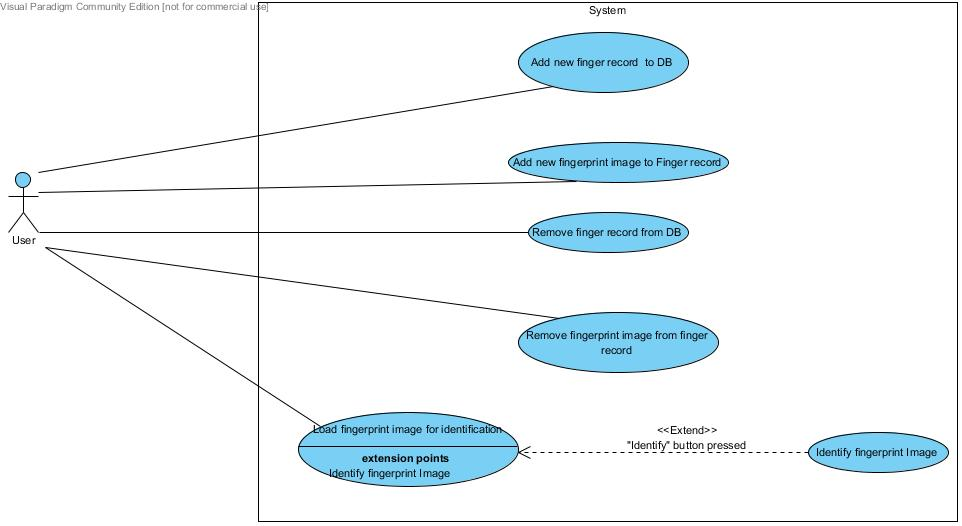 Visual Paradigm Community Edition [not for commercial use]
System
Add new finger record to DB
Add new fingerprint image to Finger record
User
Remove finger record from DB
Remove fingerprint image from finger
record
Load fingerprint image for identification
extension points
Identify fingerprint Image
<<Extend>>
"Identify" button pressed
Identify fingerprint Image